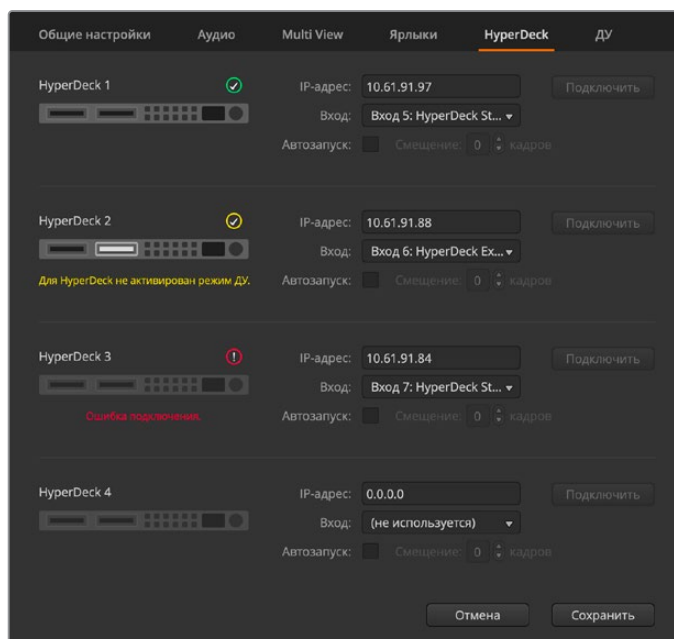 Общие настройки Аудио Multi View Ярлыки HyperDeck ДУ
HyperDeck 1 IP-адрес: 10.61.91.97 Подключить
Вход: Вход 5: HyperDeck St...
Автозапуск: Смещение: 0 кадров
HyperDeck 2 IP-адрес: 10.61.91.88 Подключить
Вход: Вход 6: HyperDeck Ex...
Для HyperDeck не активирован режим ДУ. Автозапуск: Смещение: 0 кадров
HyperDeck 3 IP-адрес: 10.61.91.84 Подключить
Вход: Вход 7: HyperDeck St...
Ошибка подключения. Автозапуск: Смещение: 0 кадров
HyperDeck 4 IP-адрес: 0.0.0.0 Подключить
Вход: (не используется)
Автозапуск: Смещение: 0 кадров
Отмена Сохранить